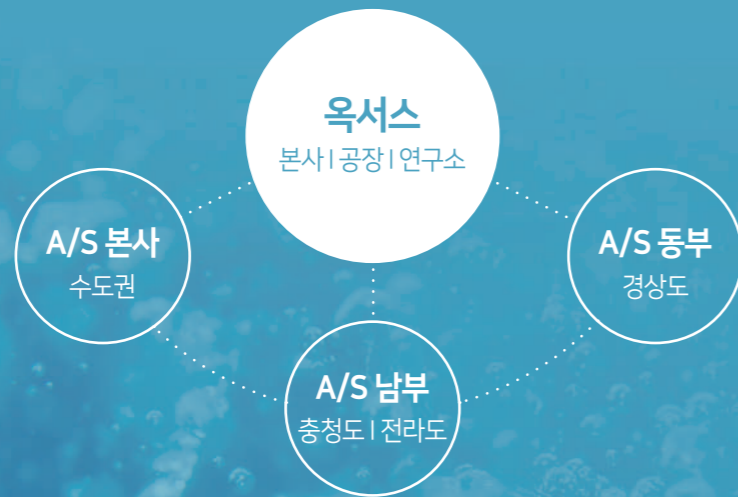 옥서스
본사 | 공장 | 연구소
A/S 본사
수도권
A/S 동부
경상도
A/S 남부
충청도 | 전라도